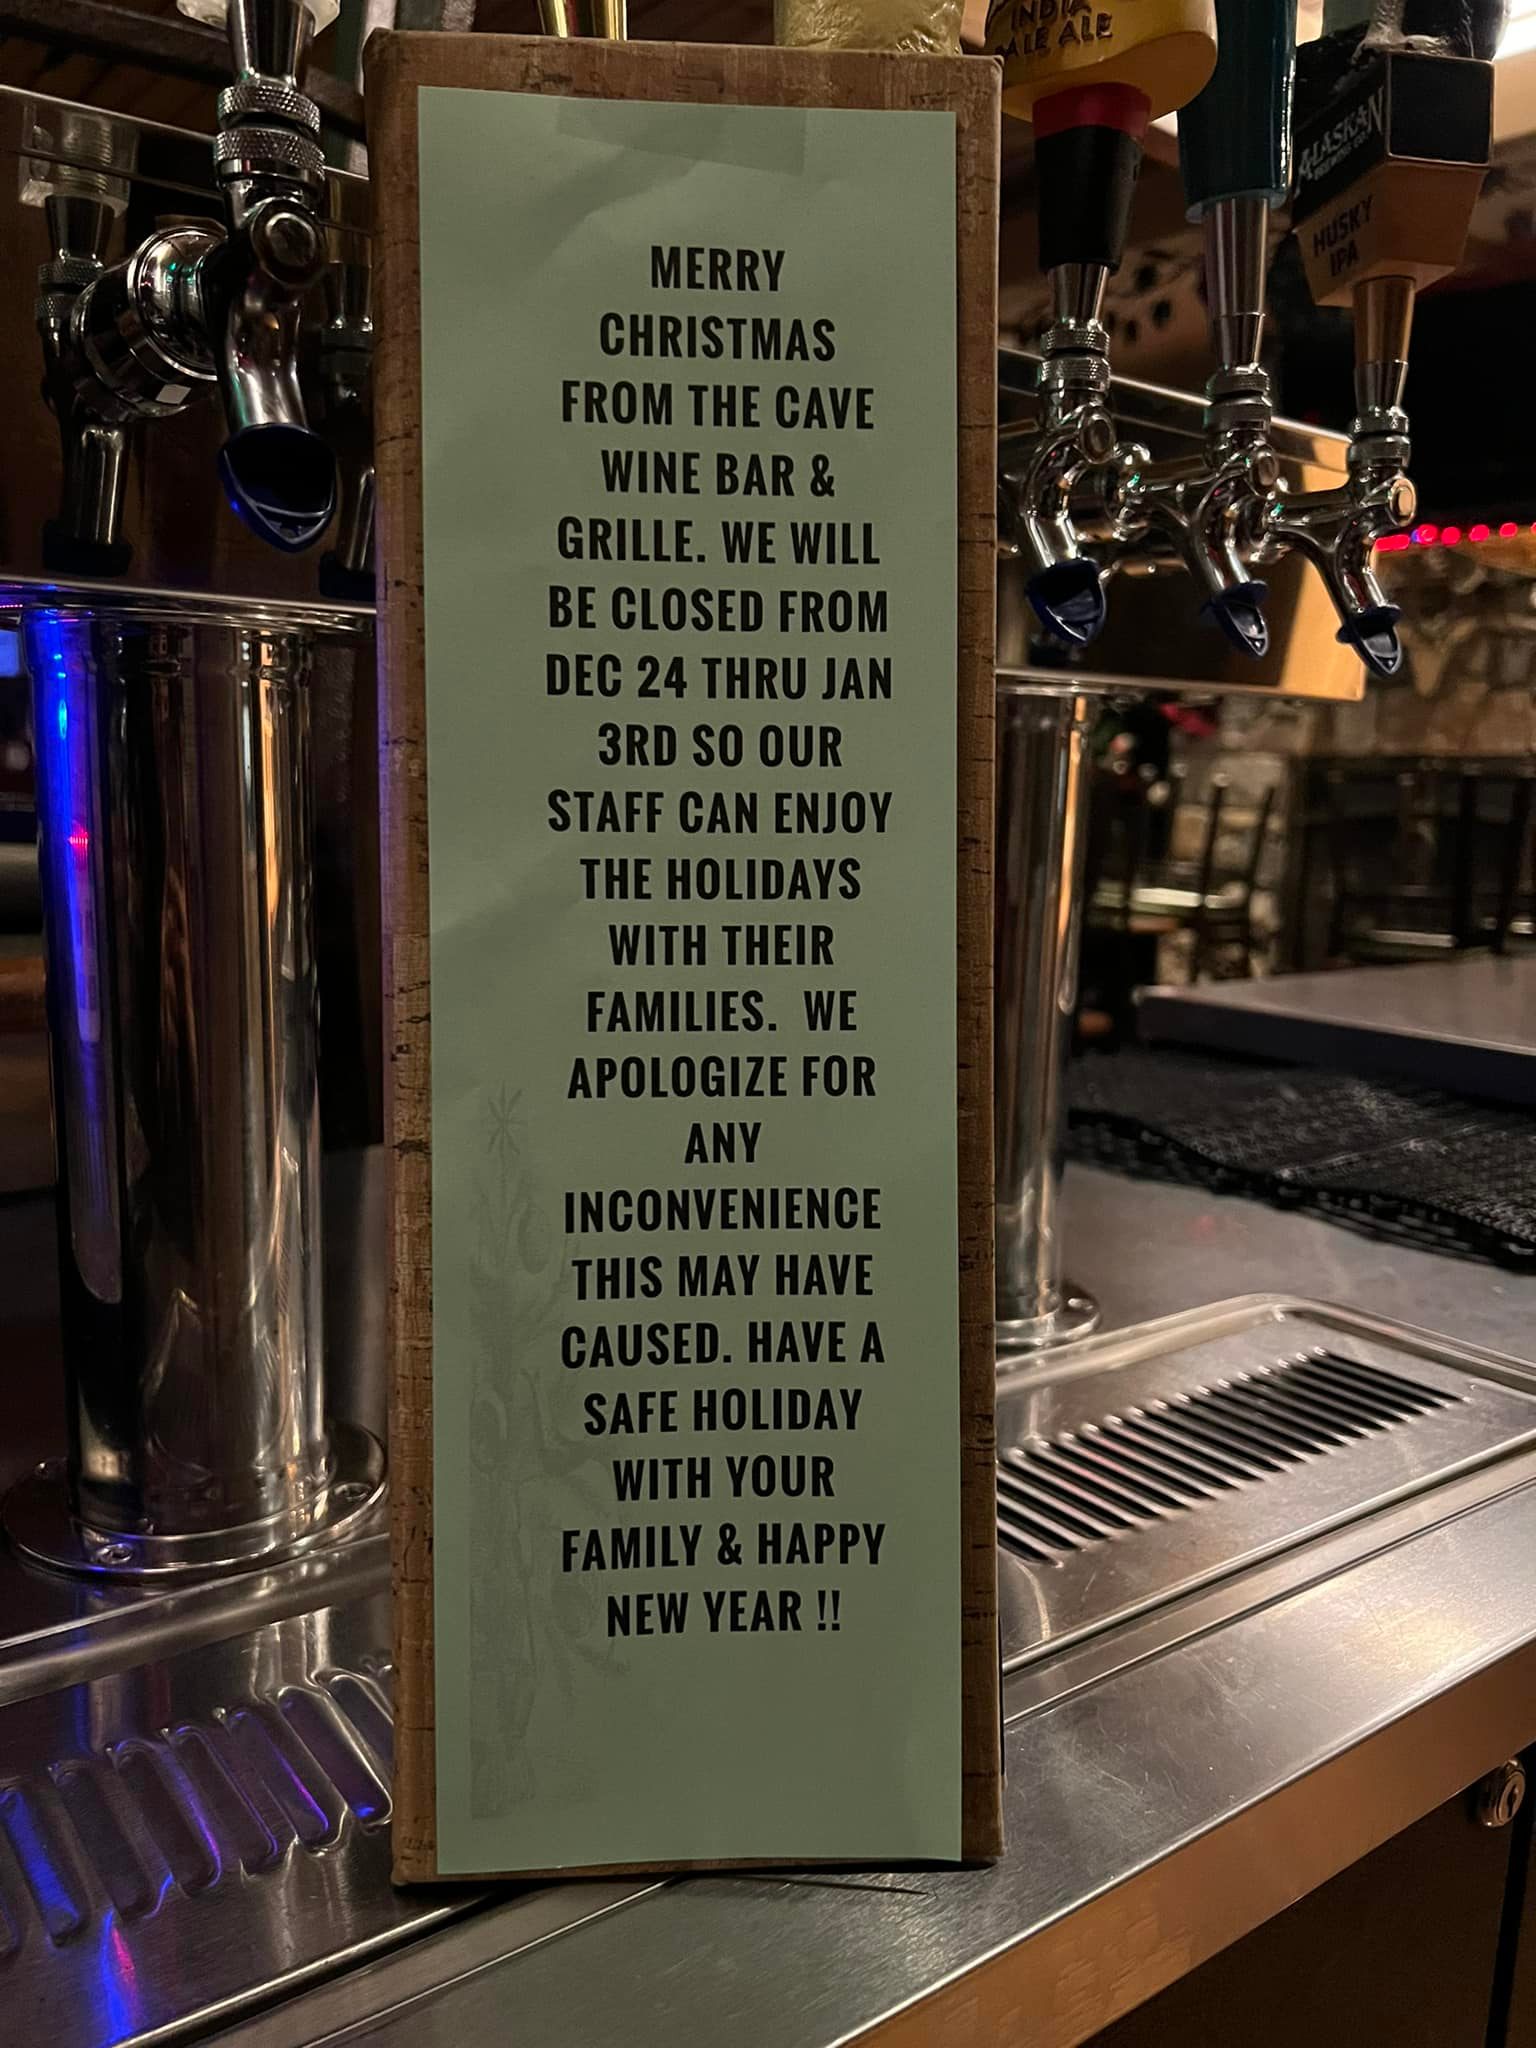 INDIA
PALE ALE
ALASKAN
BREWING CO.
HUSKY
IPA
MERRY
CHRISTMAS
FROM THE CAVE
WINE BAR &
GRILLE. WE WILL
BE CLOSED FROM
DEC 24 THRU JAN
3RD SO OUR
STAFF CAN ENJOY
THE HOLIDAYS
WITH THEIR
FAMILIES. WE
APOLOGIZE FOR
ANY
INCONVENIENCE
THIS MAY HAVE
CAUSED. HAVE A
SAFE HOLIDAY
WITH YOUR
FAMILY & HAPPY
NEW YEAR !!